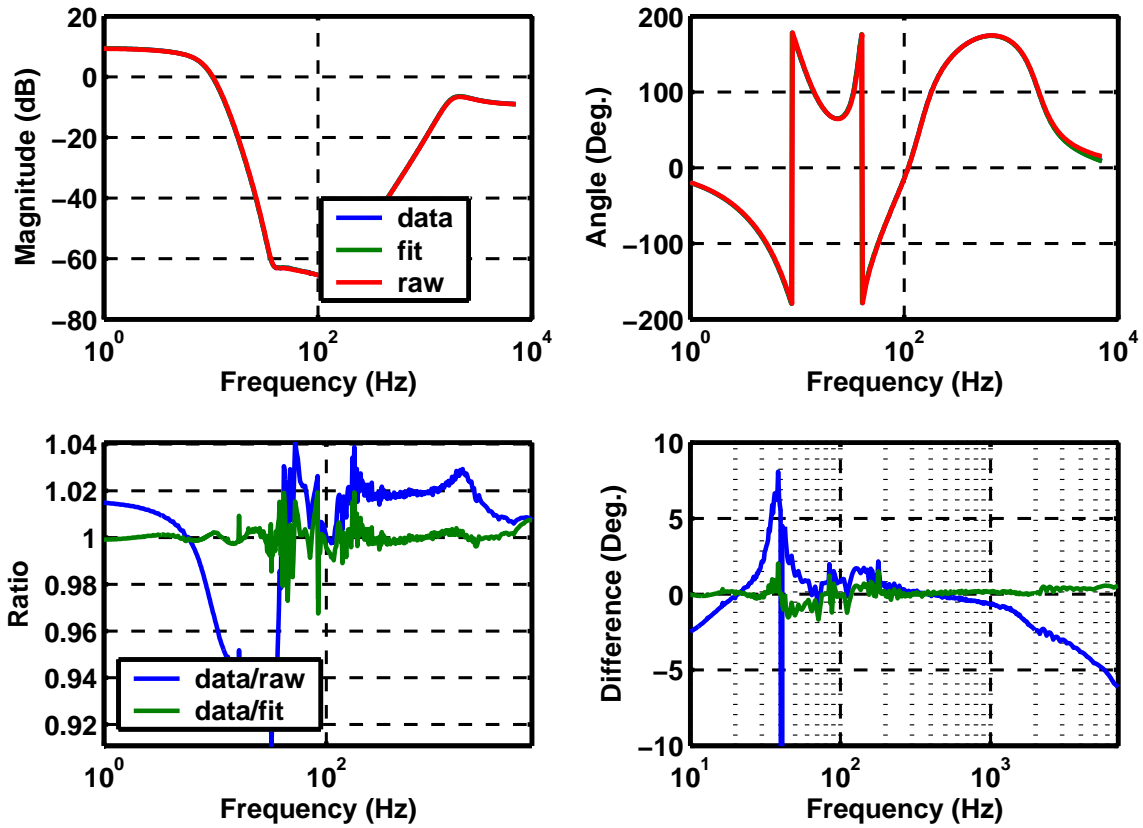 20
0
−20
−40
−60
−80
Magnitude (dB)
data
fit
raw
10^0
10^2
10^4
Frequency (Hz)
200
100
0
−100
−200
Angle (Deg.)
10^0
10^2
10^4
Frequency (Hz)
1.04
1.02
1
0.98
0.96
0.94
0.92
Ratio
data/raw
data/fit
10^0
10^2
Frequency (Hz)
10
5
0
−5
−10
Difference (Deg.)
10^1
10^2
10^3
Frequency (Hz)